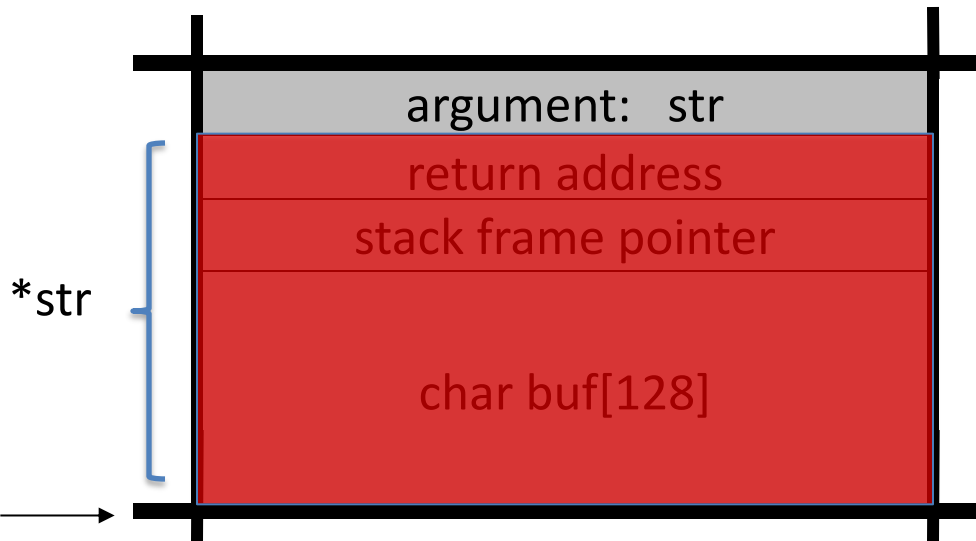 argument: str
return address
stack frame pointer
*str
char buf[128]